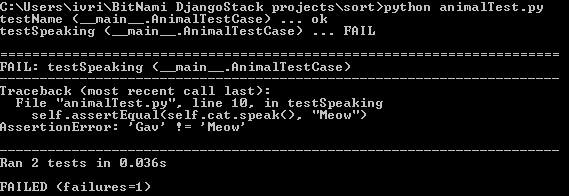 C:\Users\ivri\BitNami DjangoStack projects\sort>python animalTest.py
testName (__main__.AnimalTestCase) ... ok
testSpeaking (__main__.AnimalTestCase) ... FAIL
======================================================================
FAIL: testSpeaking (__main__.AnimalTestCase)
----------------------------------------------------------------------
Traceback (most recent call last):
  File "animalTest.py", line 10, in testSpeaking
    self.assertEqual(self.cat.speak(), "Meow")
AssertionError: 'Gav' != 'Meow'
----------------------------------------------------------------------
Ran 2 tests in 0.036s
FAILED (failures=1)